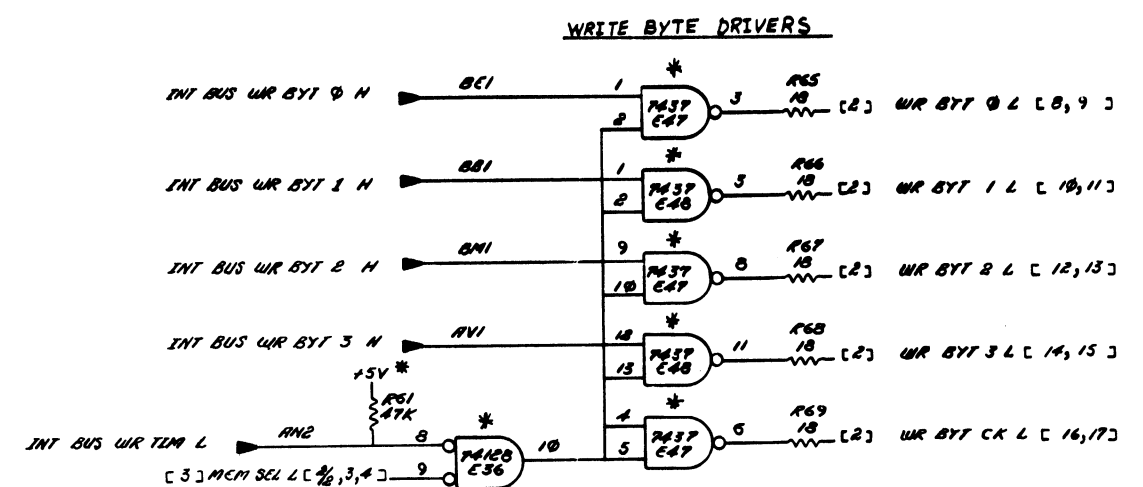 WRITE BYTE DRIVERS
INT BUS WR BYT Ø H BE1 1 * 7437 E47 3 R65 18 [2] WR BYT Ø L [ 8, 9 ]
2
INT BUS WR BYT 1 H BB1 1 * 7437 E48 3 R66 18 [2] WR BYT 1 L [ 1Ø, 11 ]
2
INT BUS WR BYT 2 H BM1 9 * 7437 E47 8 R67 18 [2] WR BYT 2 L [ 12, 13 ]
1Ø
INT BUS WR BYT 3 H AV1 12 * 7437 E48 11 R68 18 [2] WR BYT 3 L [ 14, 15 ]
13
+5V *
R61
47K
4 * 7437 E47 6 R69 18 [2] WR BYT CK L [ 16, 17 ]
5
INT BUS WR TIM L AN2 8 * 74128 E36 1Ø
[ 3 ] MEM SEL L [ 2/2, 3, 4 ] 9